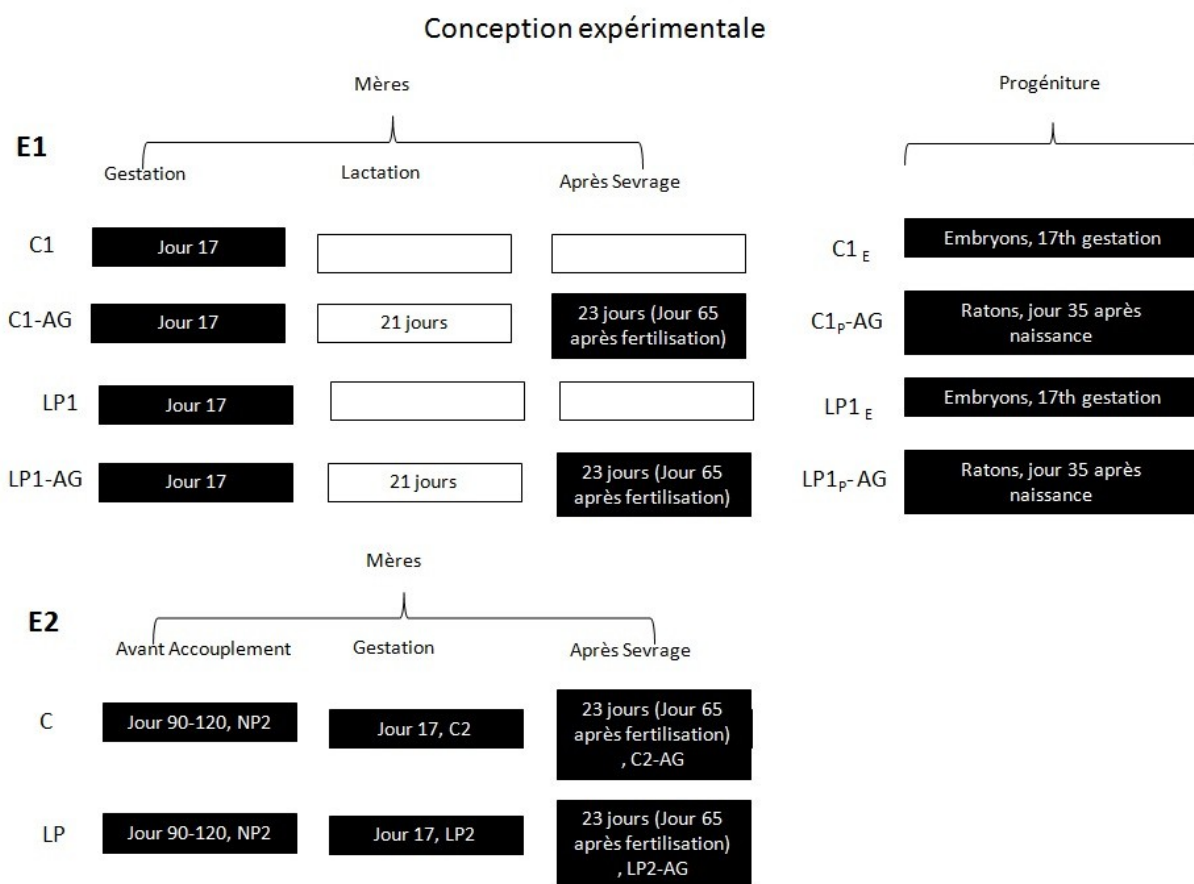 Conception expérimentale
Mères
Progéniture
E1
Gestation
Lactation
Après Sevrage
C1
Jour 17
C1 E
Embryons, 17th gestation
C1-AG
Jour 17
21 jours
23 jours (Jour 65
après fertilisation)
C1P-AG
Ratons, jour 35 après
naissance
LP1
Jour 17
LP1 E
Embryons, 17th gestation
LP1-AG
Jour 17
21 jours
23 jours (Jour 65
après fertilisation)
LP1P-AG
Ratons, jour 35 après
naissance
Mères
E2
Avant Accouplement
Gestation
Après Sevrage
C
Jour 90-120, NP2
Jour 17, C2
23 jours (Jour 65
après fertilisation)
, C2-AG
LP
Jour 90-120, NP2
Jour 17, LP2
23 jours (Jour 65
après fertilisation)
, LP2-AG